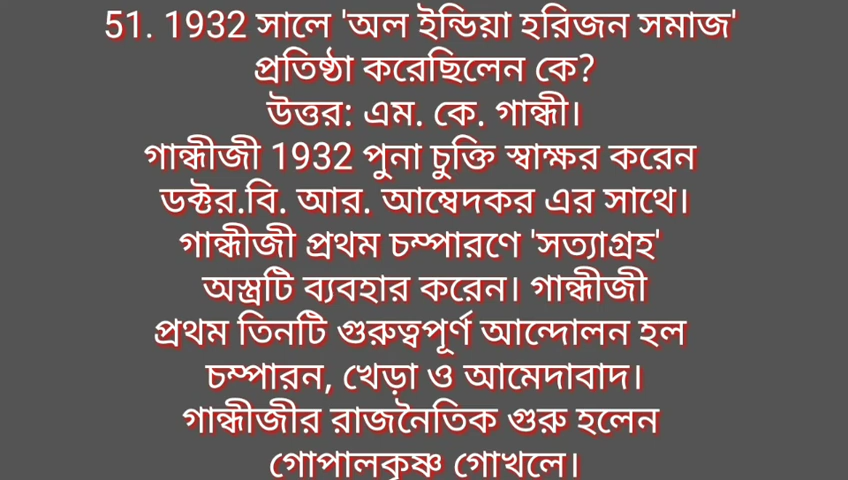 51. 1932 সালে 'অল ইন্ডিয়া হরিজন সমাজ'
প্রতিষ্ঠা করেছিলেন কে?
উত্তর: এম. কে. গান্ধী।
গান্ধীজী 1932 পুনা চুক্তি স্বাক্ষর করেন
ডক্টর.বি. আর. আম্বেদকর এর সাথে।
গান্ধীজী প্রথম চম্পারণে 'সত্যাগ্রহ'
অস্ত্রটি ব্যবহার করেন। গান্ধীজী
প্রথম তিনটি গুরুত্বপূর্ণ আন্দোলন হল
চম্পারন, খেড়া ও আমেদাবাদ।
গান্ধীজীর রাজনৈতিক গুরু হলেন
গোপালকৃষ্ণ গোখলে।